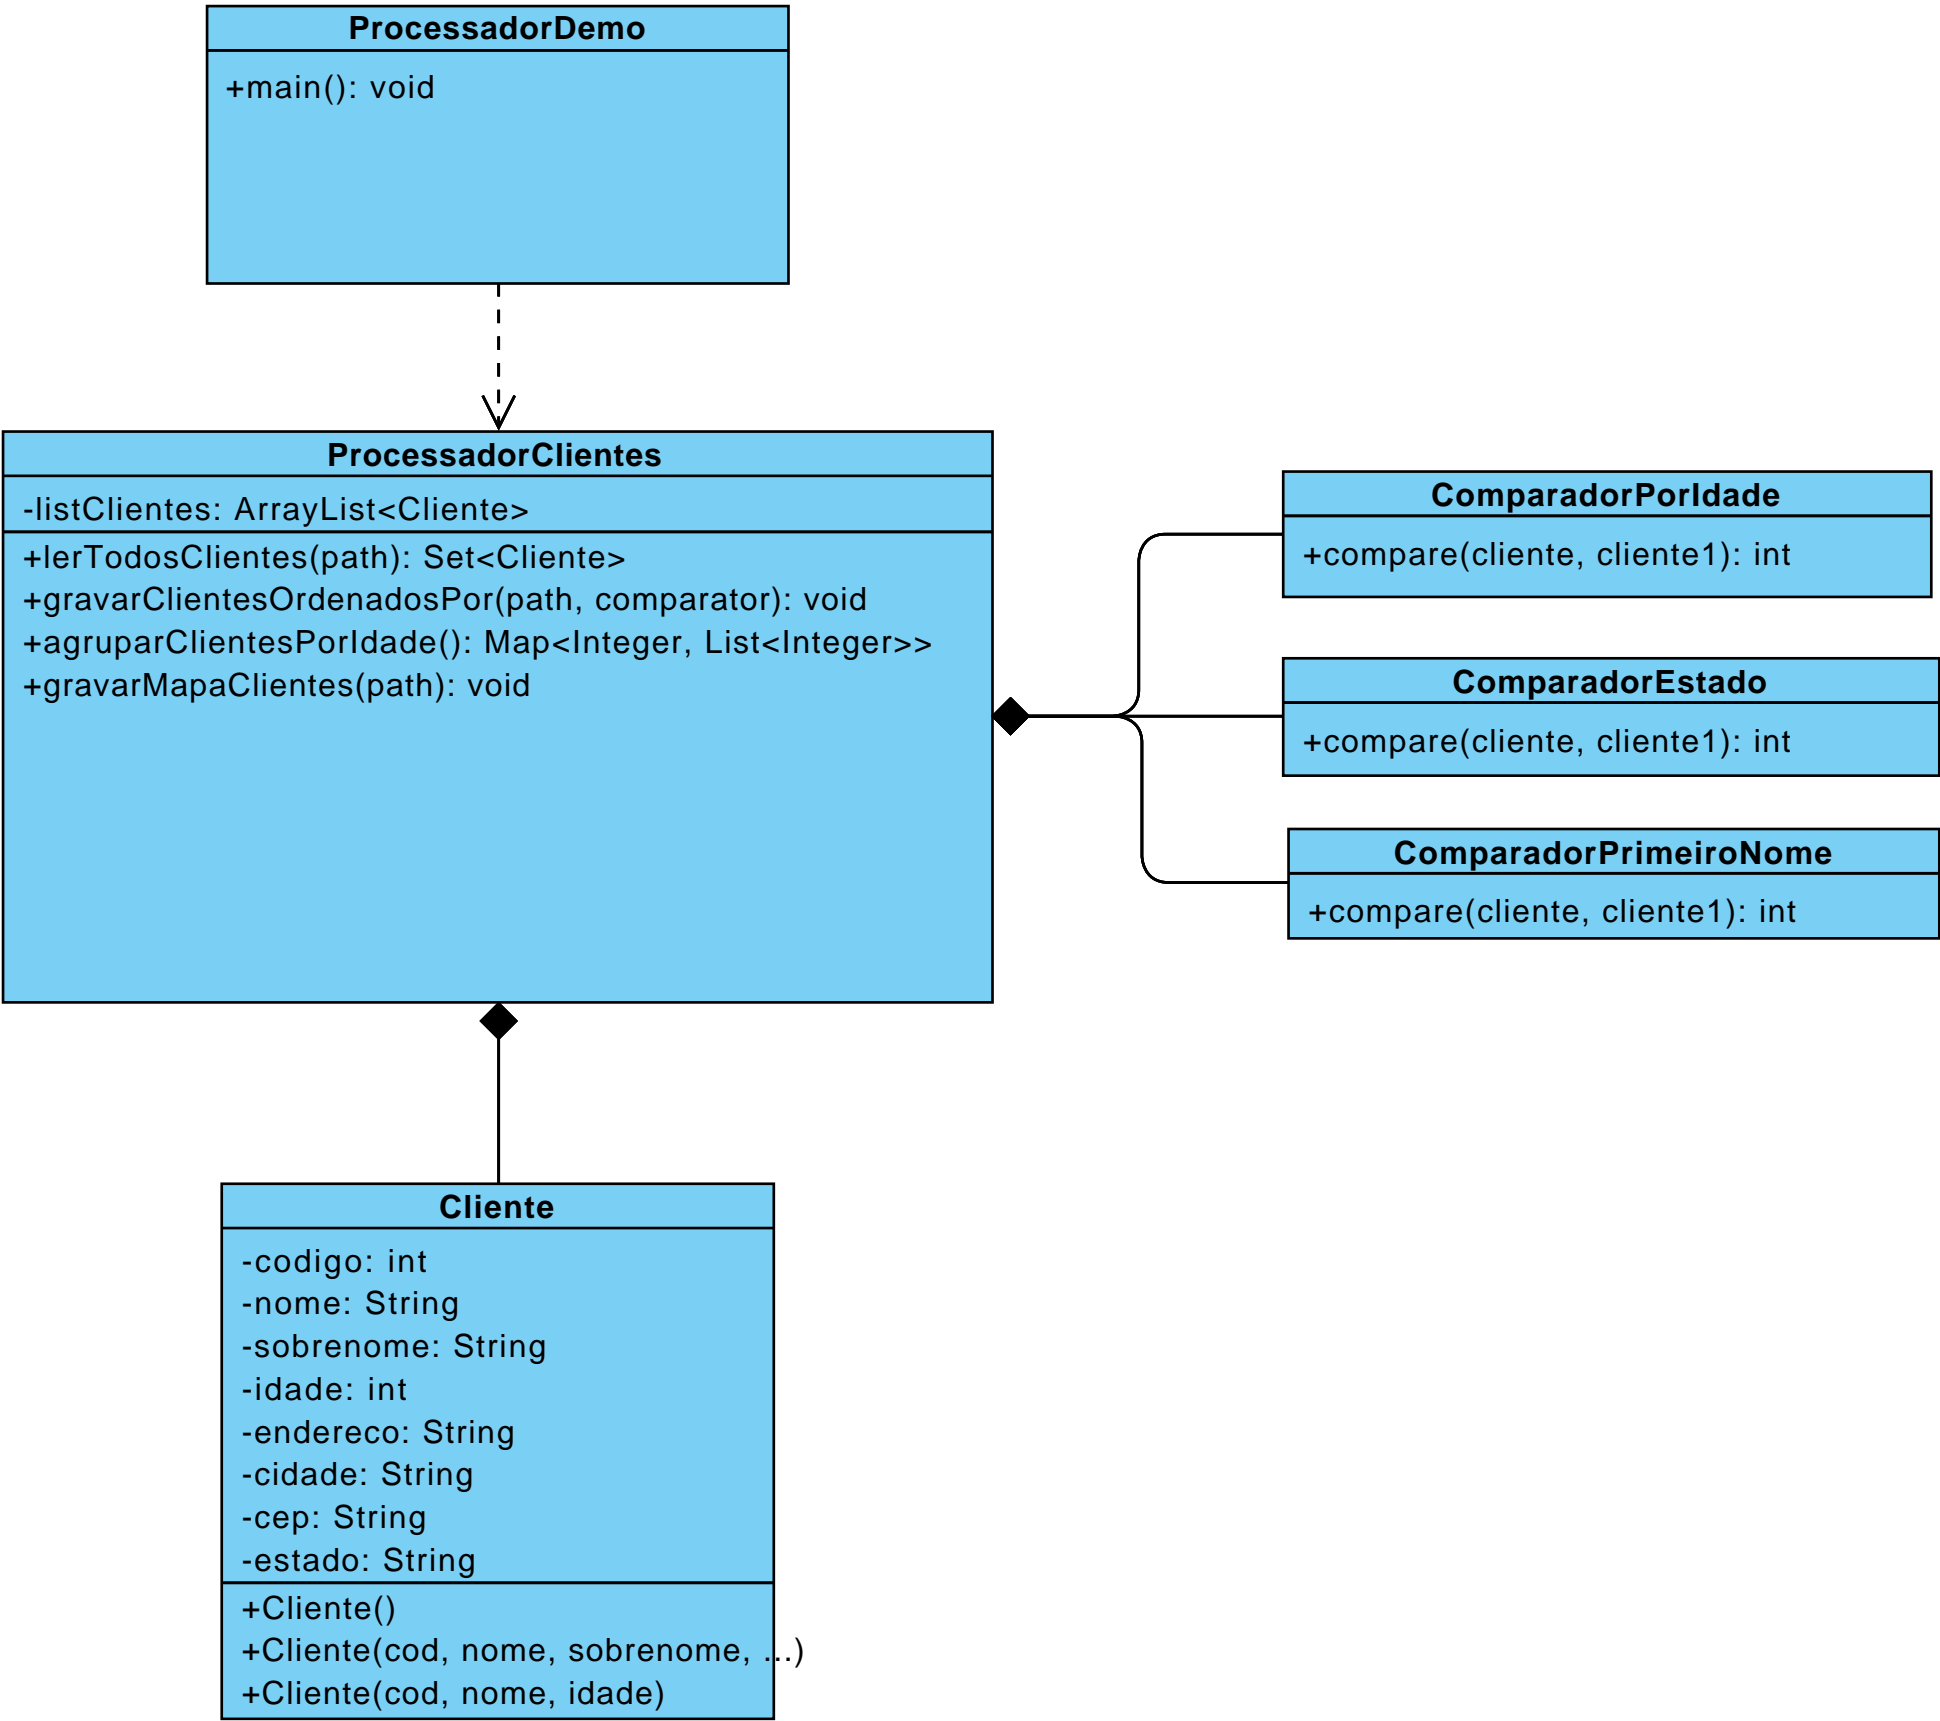 ProcessadorDemo
+main(): void
ProcessadorClientes
-listClientes: ArrayList<Cliente>
+lerTodosClientes(path): Set<Cliente>
+gravarClientesOrdenadosPor(path, comparator): void
+agruparClientesPorIdade(): Map<Integer, List<Integer>>
+gravarMapaClientes(path): void
ComparadorPorIdade
+compare(cliente, cliente1): int
ComparadorEstado
+compare(cliente, cliente1): int
ComparadorPrimeiroNome
+compare(cliente, cliente1): int
Cliente
-codigo: int
-nome: String
-sobrenome: String
-idade: int
-endereco: String
-cidade: String
-cep: String
-estado: String
+Cliente()
+Cliente(cod, nome, sobrenome, ...)
+Cliente(cod, nome, idade)